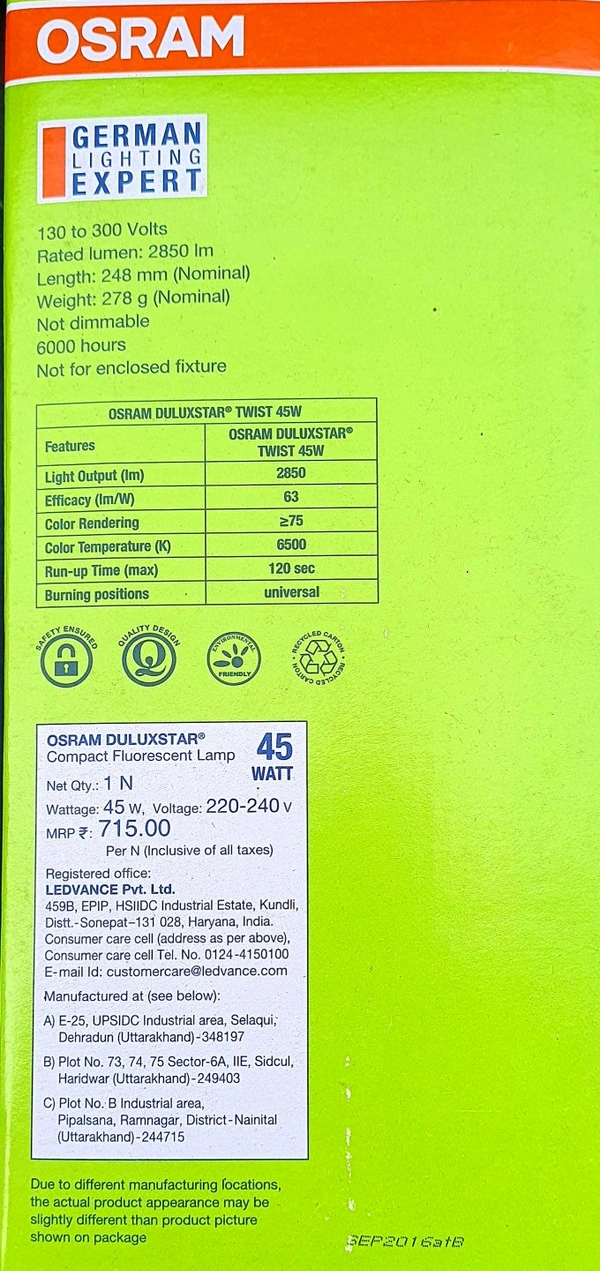 OSRAM
GERMAN
LIGHTING
EXPERT
130 to 300 Volts
Rated lumen: 2850 lm
Length: 248 mm (Nominal)
Weight: 278 g (Nominal)
Not dimmable
6000 hours
Not for enclosed fixture
OSRAM DULUXSTAR® TWIST 45W
Features OSRAM DULUXSTAR®
TWIST 45W
Light Output (lm) 2850
Efficacy (lm/W) 63
Color Rendering ≥75
Color Temperature (K) 6500
Run-up Time (max) 120 sec
Burning positions universal
SAFETY ENSURED
QUALITY DESIGN
Q
ENVIRONMENTAL
FRIENDLY
RECYCLED CARTON • RECYCLED CARTON •
OSRAM DULUXSTAR® 45
Compact Fluorescent Lamp WATT
Net Qty.: 1 N
Wattage: 45 W, Voltage: 220-240 V
MRP ₹: 715.00
Per N (Inclusive of all taxes)
Registered office:
LEDVANCE Pvt. Ltd.
459B, EPIP, HSIIDC Industrial Estate, Kundli,
Distt.-Sonepat–131 028, Haryana, India.
Consumer care cell (address as per above),
Consumer care cell Tel. No. 0124-4150100
E-mail Id: customercare@ledvance.com
Manufactured at (see below):
A) E-25, UPSIDC Industrial area, Selaqui,
Dehradun (Uttarakhand)-348197
B) Plot No. 73, 74, 75 Sector-6A, IIE, Sidcul,
Haridwar (Uttarakhand)-249403
C) Plot No. B Industrial area,
Pipalsana, Ramnagar, District-Nainital
(Uttarakhand)-244715
Due to different manufacturing locations,
the actual product appearance may be
slightly different than product picture
shown on package
SEP2016atB